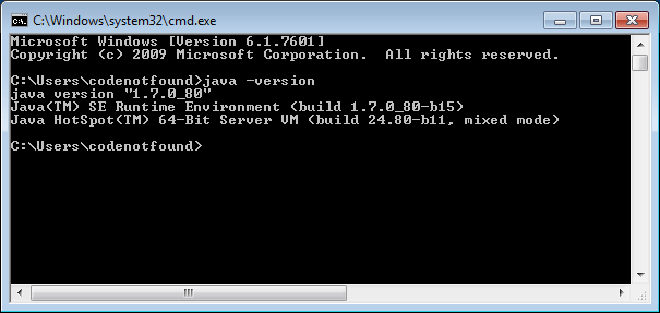 C:\Windows\system32\cmd.exe
Microsoft Windows [Version 6.1.7601]
Copyright (c) 2009 Microsoft Corporation.  All rights reserved.
C:\Users\codenotfound>java -version
java version "1.7.0_80"
Java(TM) SE Runtime Environment (build 1.7.0_80-b15)
Java HotSpot(TM) 64-Bit Server VM (build 24.80-b11, mixed mode)
C:\Users\codenotfound>